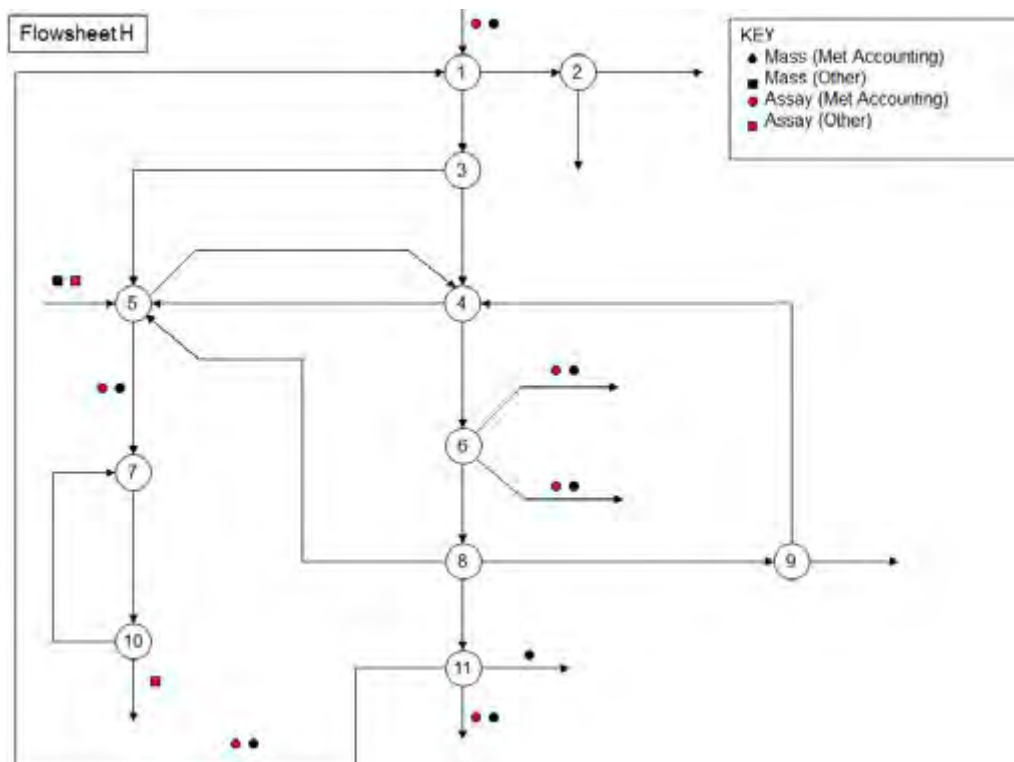 Flowsheet H
KEY
Mass (Met Accounting)
Mass (Other)
Assay (Met Accounting)
Assay (Other)
1
2
3
5
4
6
7
8
9
10
11